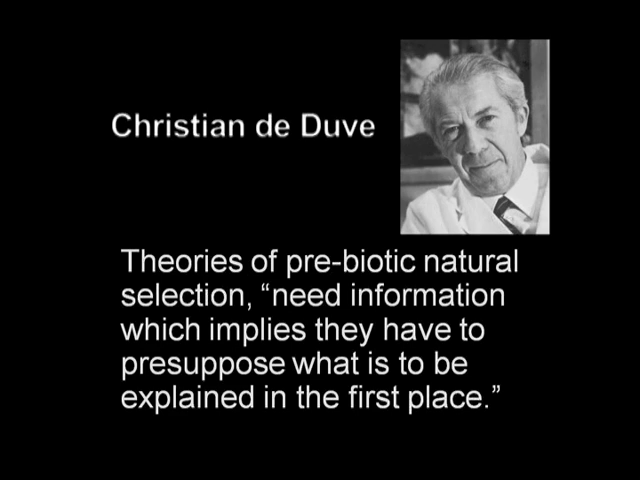 Christian de Duve
Theories of pre-biotic natural
selection, “need information
which implies they have to
presuppose what is to be
explained in the first place.”